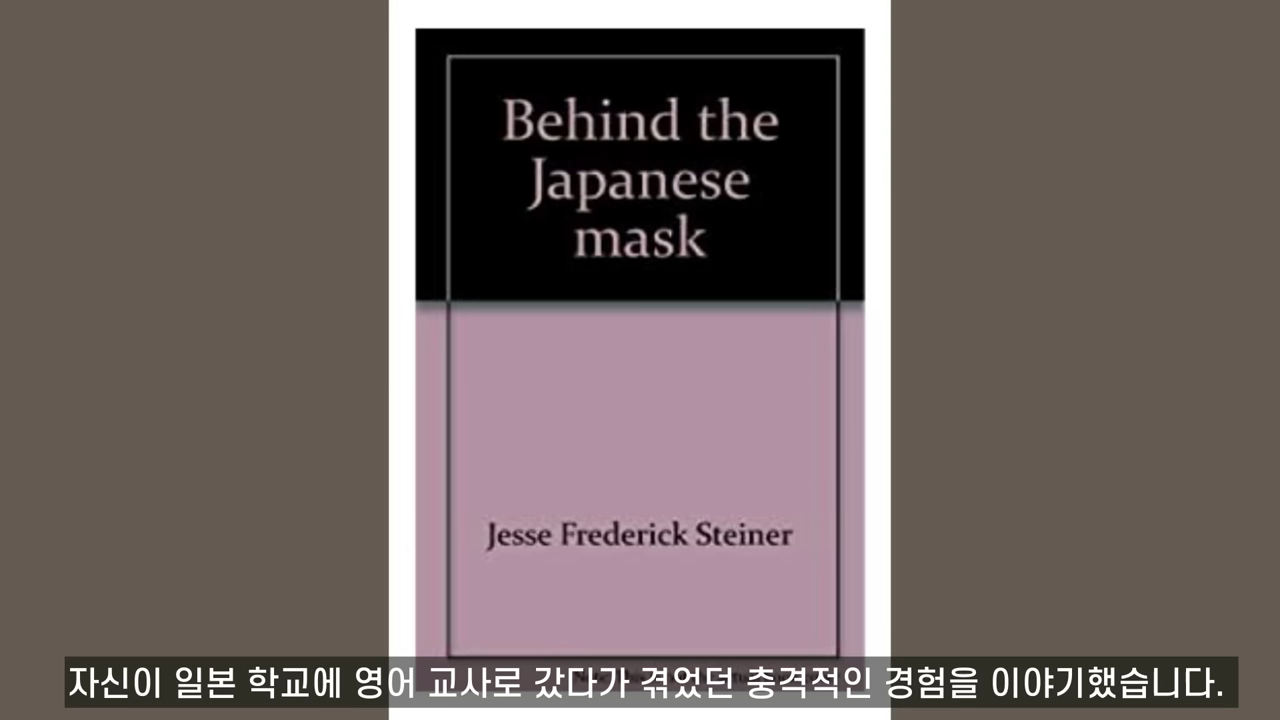 Behind the
Japanese
mask
Jesse Frederick Steiner
자신이 일본 학교에 영어 교사로 갔다가 겪었던 충격적인 경험을 이야기했습니다.